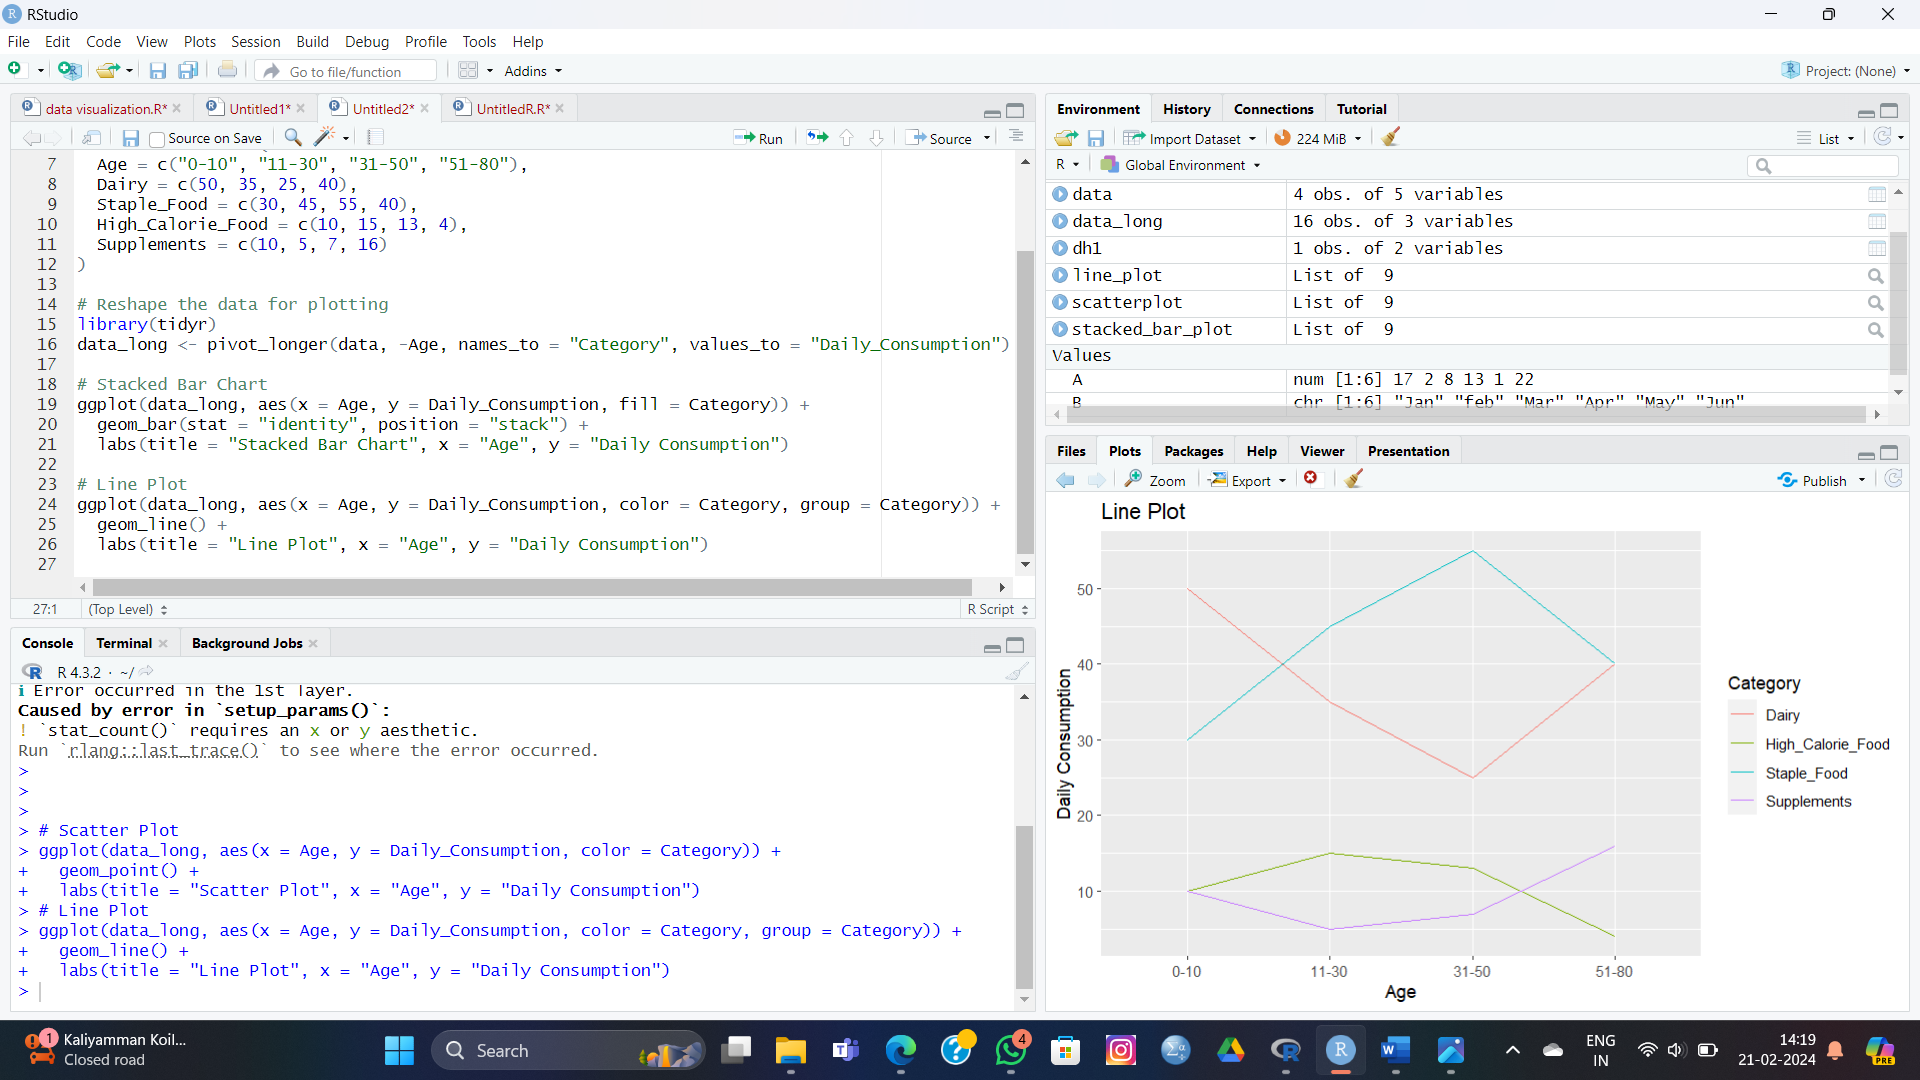 RStudio
File Edit Code View Plots Session Build Debug Profile Tools Help
Go to file/function Addins Project: (None)
data visualization.R* Untitled1* Untitled2* UntitledR.R*
Source on Save Run Source
7 Age = c("0-10", "11-30", "31-50", "51-80"),
8 Dairy = c(50, 35, 25, 40),
9 Staple_Food = c(30, 45, 55, 40),
10 High_Calorie_Food = c(10, 15, 13, 4),
11 Supplements = c(10, 5, 7, 16)
12 )
13
14 # Reshape the data for plotting
15 library(tidyr)
16 data_long <- pivot_longer(data, -Age, names_to = "Category", values_to = "Daily_Consumption")
17
18 # Stacked Bar Chart
19 ggplot(data_long, aes(x = Age, y = Daily_Consumption, fill = Category)) +
20 geom_bar(stat = "identity", position = "stack") +
21 labs(title = "Stacked Bar Chart", x = "Age", y = "Daily Consumption")
22
23 # Line Plot
24 ggplot(data_long, aes(x = Age, y = Daily_Consumption, color = Category, group = Category)) +
25 geom_line() +
26 labs(title = "Line Plot", x = "Age", y = "Daily Consumption")
27
27:1 (Top Level) R Script
Console Terminal Background Jobs
R 4.3.2 · ~/
i Error occurred in the 1st layer.
Caused by error in `setup_params()`:
! `stat_count()` requires an x or y aesthetic.
Run `rlang::last_trace()` to see where the error occurred.
>
>
>
> # Scatter Plot
> ggplot(data_long, aes(x = Age, y = Daily_Consumption, color = Category)) +
+ geom_point() +
+ labs(title = "Scatter Plot", x = "Age", y = "Daily Consumption")
> # Line Plot
> ggplot(data_long, aes(x = Age, y = Daily_Consumption, color = Category, group = Category)) +
+ geom_line() +
+ labs(title = "Line Plot", x = "Age", y = "Daily Consumption")
>
Environment History Connections Tutorial
Import Dataset 224 MiB List
R Global Environment
data 4 obs. of 5 variables
data_long 16 obs. of 3 variables
dh1 1 obs. of 2 variables
line_plot List of 9
scatterplot List of 9
stacked_bar_plot List of 9
Values
A num [1:6] 17 2 8 13 1 22
B chr [1:6] "Jan" "feb" "Mar" "Apr" "May" "Jun"
Files Plots Packages Help Viewer Presentation
Zoom Export Publish
Line Plot
50
40
30
20
10
Daily Consumption
0-10 11-30 31-50 51-80
Age
Category
Dairy
High_Calorie_Food
Staple_Food
Supplements
1 Kaliyamman Koil...
Closed road
Search
4
ENG
IN
14:19
21-02-2024
PRE